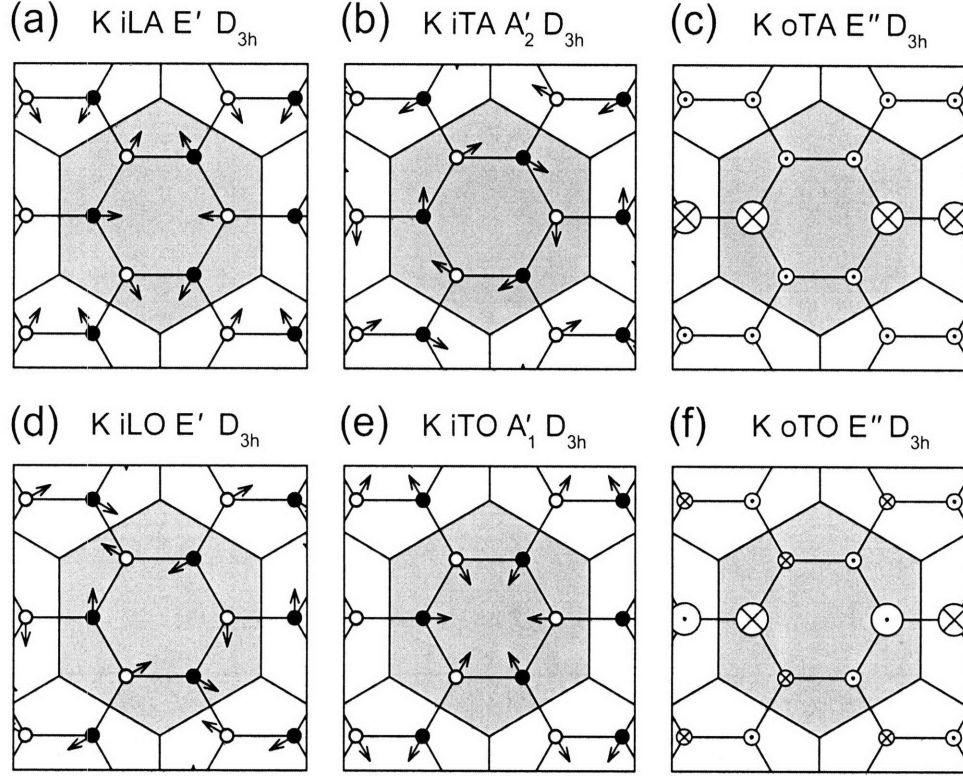 (a) K iLA E′ D3h
(b) K iTA A′2 D3h
(c) K oTA E″ D3h
(d) K iLO E′ D3h
(e) K iTO A′1 D3h
(f) K oTO E″ D3h